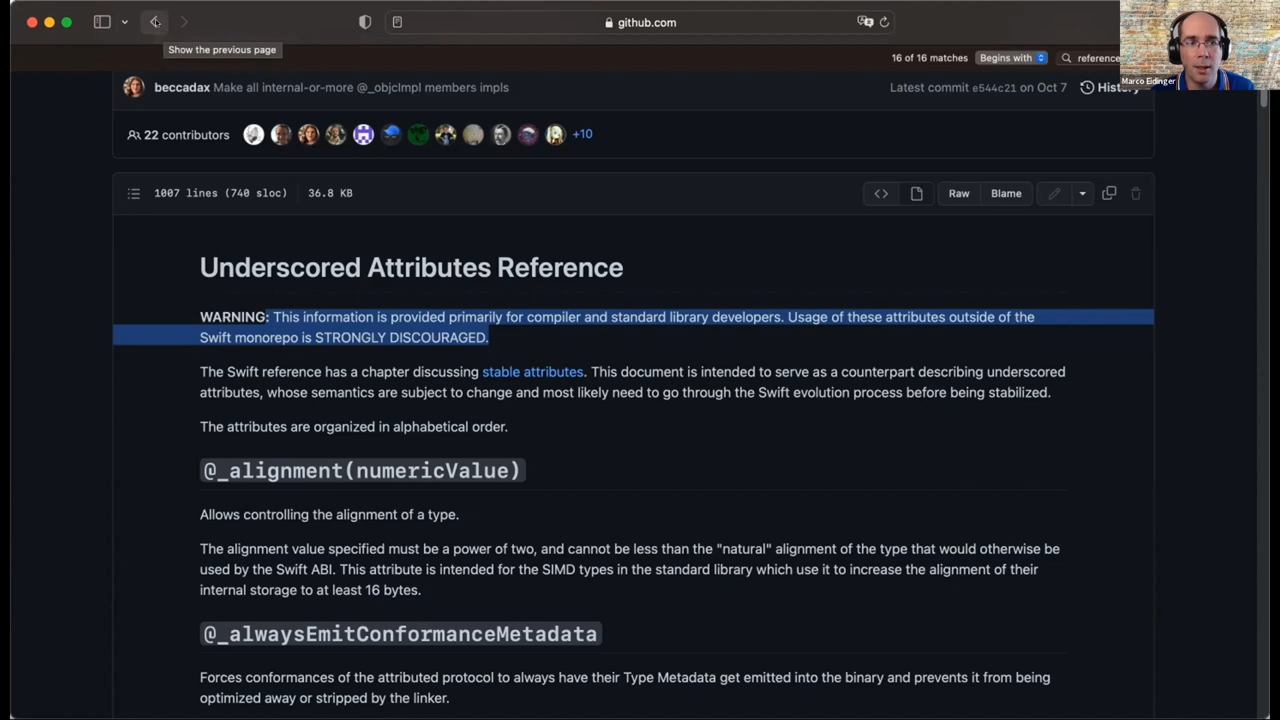 github.com
Show the previous page
16 of 16 matches
Begins with
reference
Marco Eidinger
beccadax Make all internal-or-more @_objcImpl members impls
Latest commit e544c21 on Oct 7
History
22 contributors
+10
1007 lines (740 sloc)
36.8 KB
Raw
Blame
Underscored Attributes Reference
WARNING: This information is provided primarily for compiler and standard library developers. Usage of these attributes outside of the
Swift monorepo is STRONGLY DISCOURAGED.
The Swift reference has a chapter discussing stable attributes. This document is intended to serve as a counterpart describing underscored
attributes, whose semantics are subject to change and most likely need to go through the Swift evolution process before being stabilized.
The attributes are organized in alphabetical order.
@_alignment(numericValue)
Allows controlling the alignment of a type.
The alignment value specified must be a power of two, and cannot be less than the "natural" alignment of the type that would otherwise be
used by the Swift ABI. This attribute is intended for the SIMD types in the standard library which use it to increase the alignment of their
internal storage to at least 16 bytes.
@_alwaysEmitConformanceMetadata
Forces conformances of the attributed protocol to always have their Type Metadata get emitted into the binary and prevents it from being
optimized away or stripped by the linker.